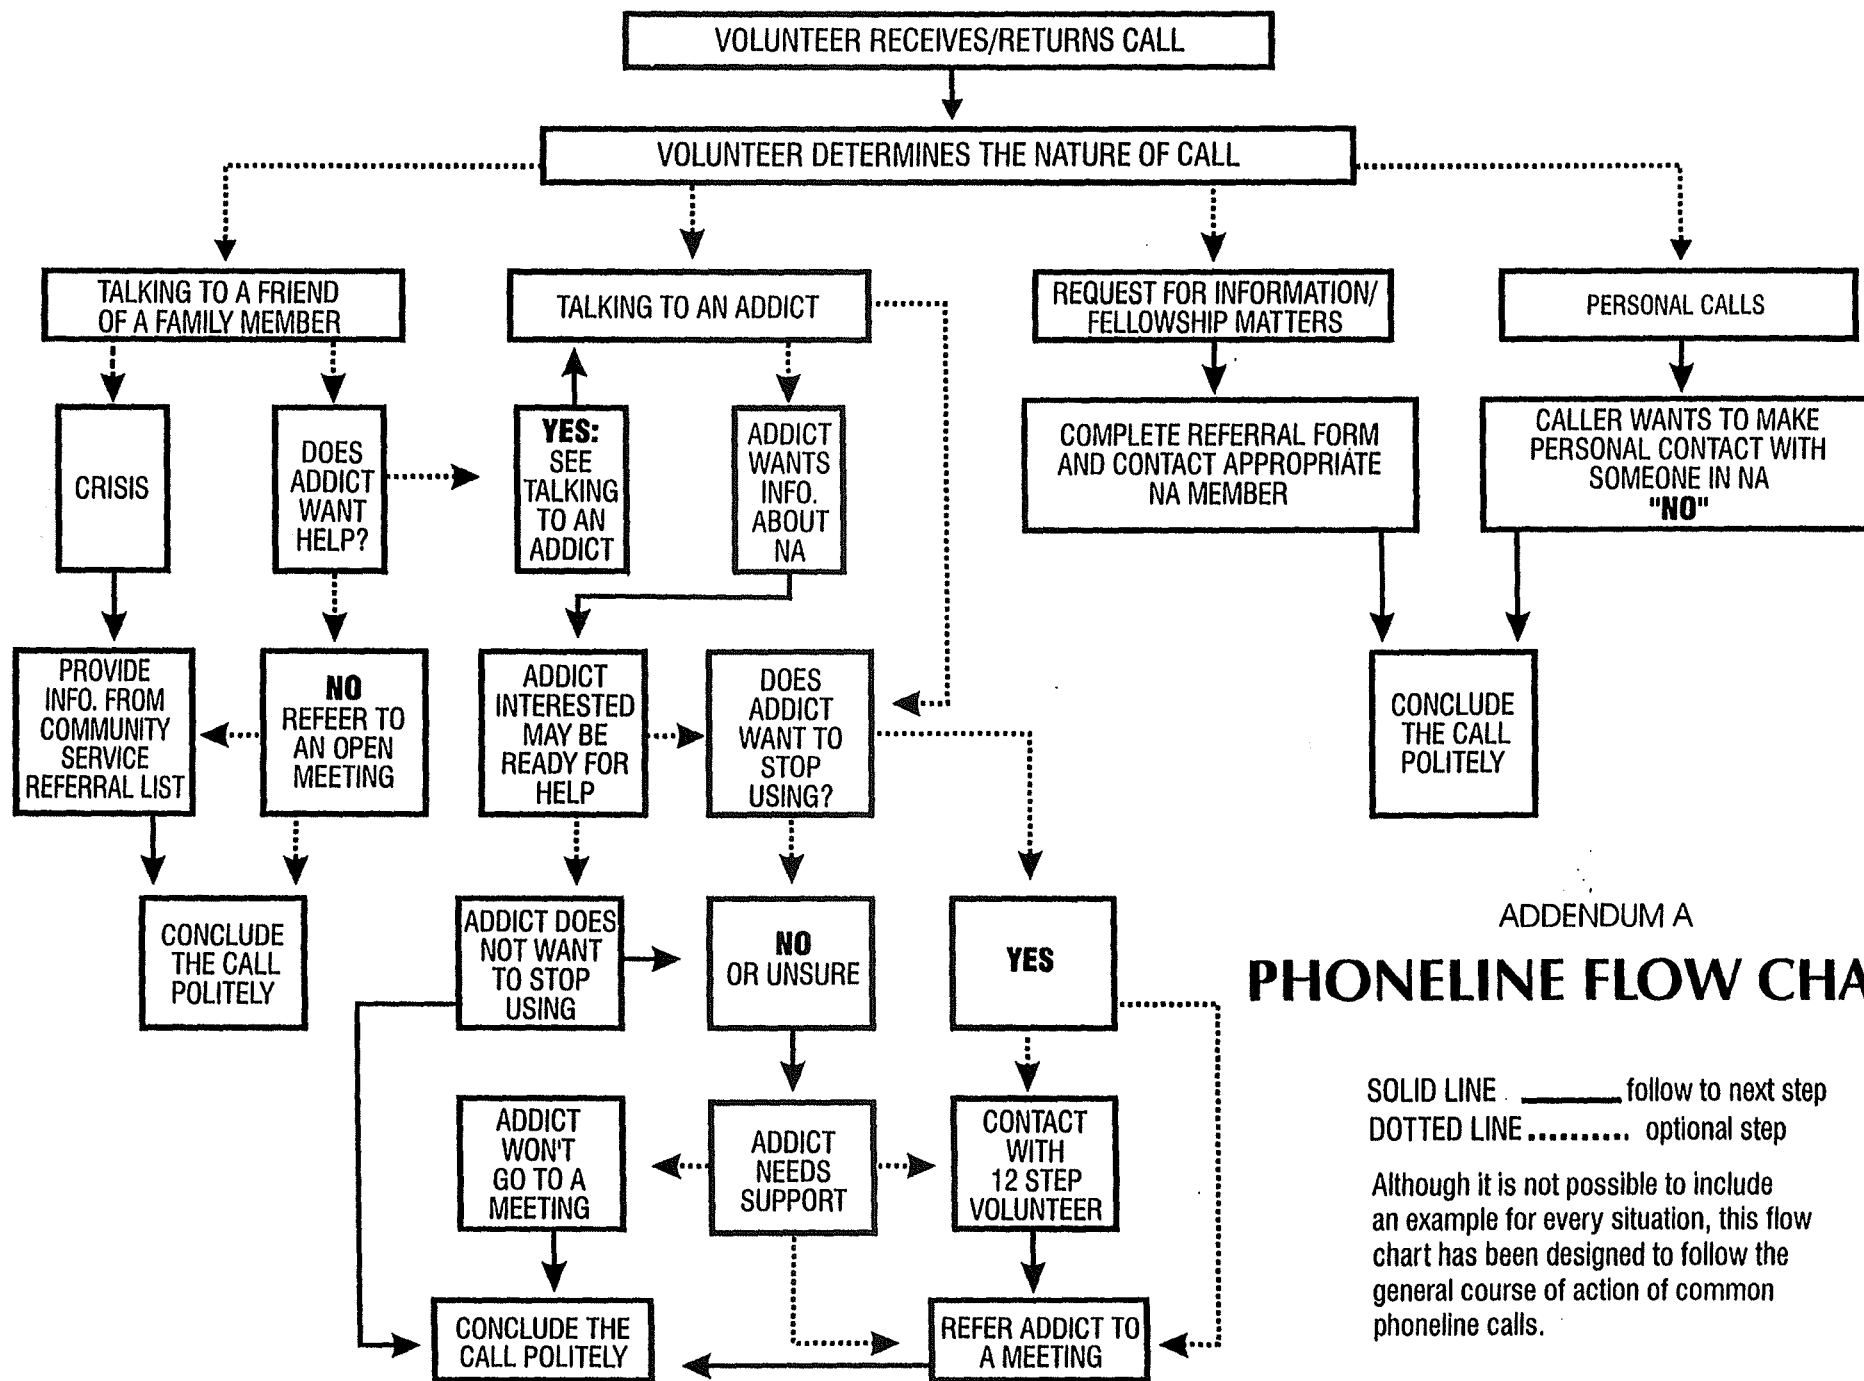 VOLUNTEER RECEIVES/RETURNS CALL
VOLUNTEER DETERMINES THE NATURE OF CALL
TALKING TO A FRIEND
OF A FAMILY MEMBER
TALKING TO AN ADDICT
REQUEST FOR INFORMATION/
FELLOWSHIP MATTERS
PERSONAL CALLS
CRISIS
DOES
ADDICT
WANT
HELP?
YES:
SEE
TALKING
TO AN
ADDICT
ADDICT
WANTS
INFO.
ABOUT
NA
COMPLETE REFERRAL FORM
AND CONTACT APPROPRIATE
NA MEMBER
CALLER WANTS TO MAKE
PERSONAL CONTACT WITH
SOMEONE IN NA
"NO"
PROVIDE
INFO. FROM
COMMUNITY
SERVICE
REFERRAL LIST
NO
REFEER TO
AN OPEN
MEETING
ADDICT
INTERESTED
MAY BE
READY FOR
HELP
DOES
ADDICT
WANT TO
STOP
USING?
CONCLUDE
THE CALL
POLITELY
CONCLUDE
THE CALL
POLITELY
ADDICT DOES
NOT WANT
TO STOP
USING
NO
OR UNSURE
YES
ADDENDUM A
PHONELINE FLOW CHA
ADDICT
WON'T
GO TO A
MEETING
ADDICT
NEEDS
SUPPORT
CONTACT
WITH
12 STEP
VOLUNTEER
SOLID LINE follow to next step
DOTTED LINE .......... optional step
Although it is not possible to include
an example for every situation, this flow
chart has been designed to follow the
general course of action of common
phoneline calls.
CONCLUDE THE
CALL POLITELY
REFER ADDICT TO
A MEETING